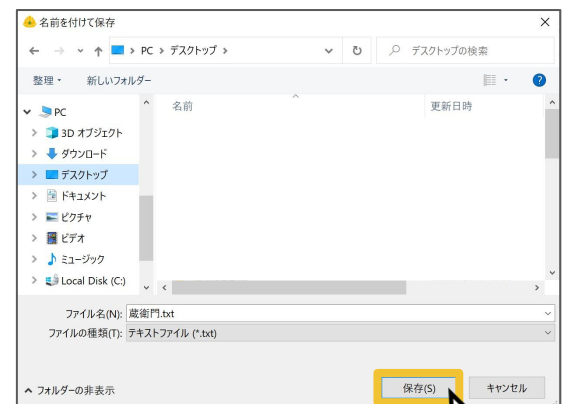 名前を付けて保存
PC > デスクトップ >
デスクトップの検索
整理
新しいフォルダー
名前
更新日時
PC
3D オブジェクト
ダウンロード
デスクトップ
ドキュメント
ピクチャ
ビデオ
ミュージック
Local Disk (C:)
ファイル名(N): 蔵衛門.txt
ファイルの種類(T): テキストファイル (*.txt)
フォルダーの非表示
保存(S)
キャンセル